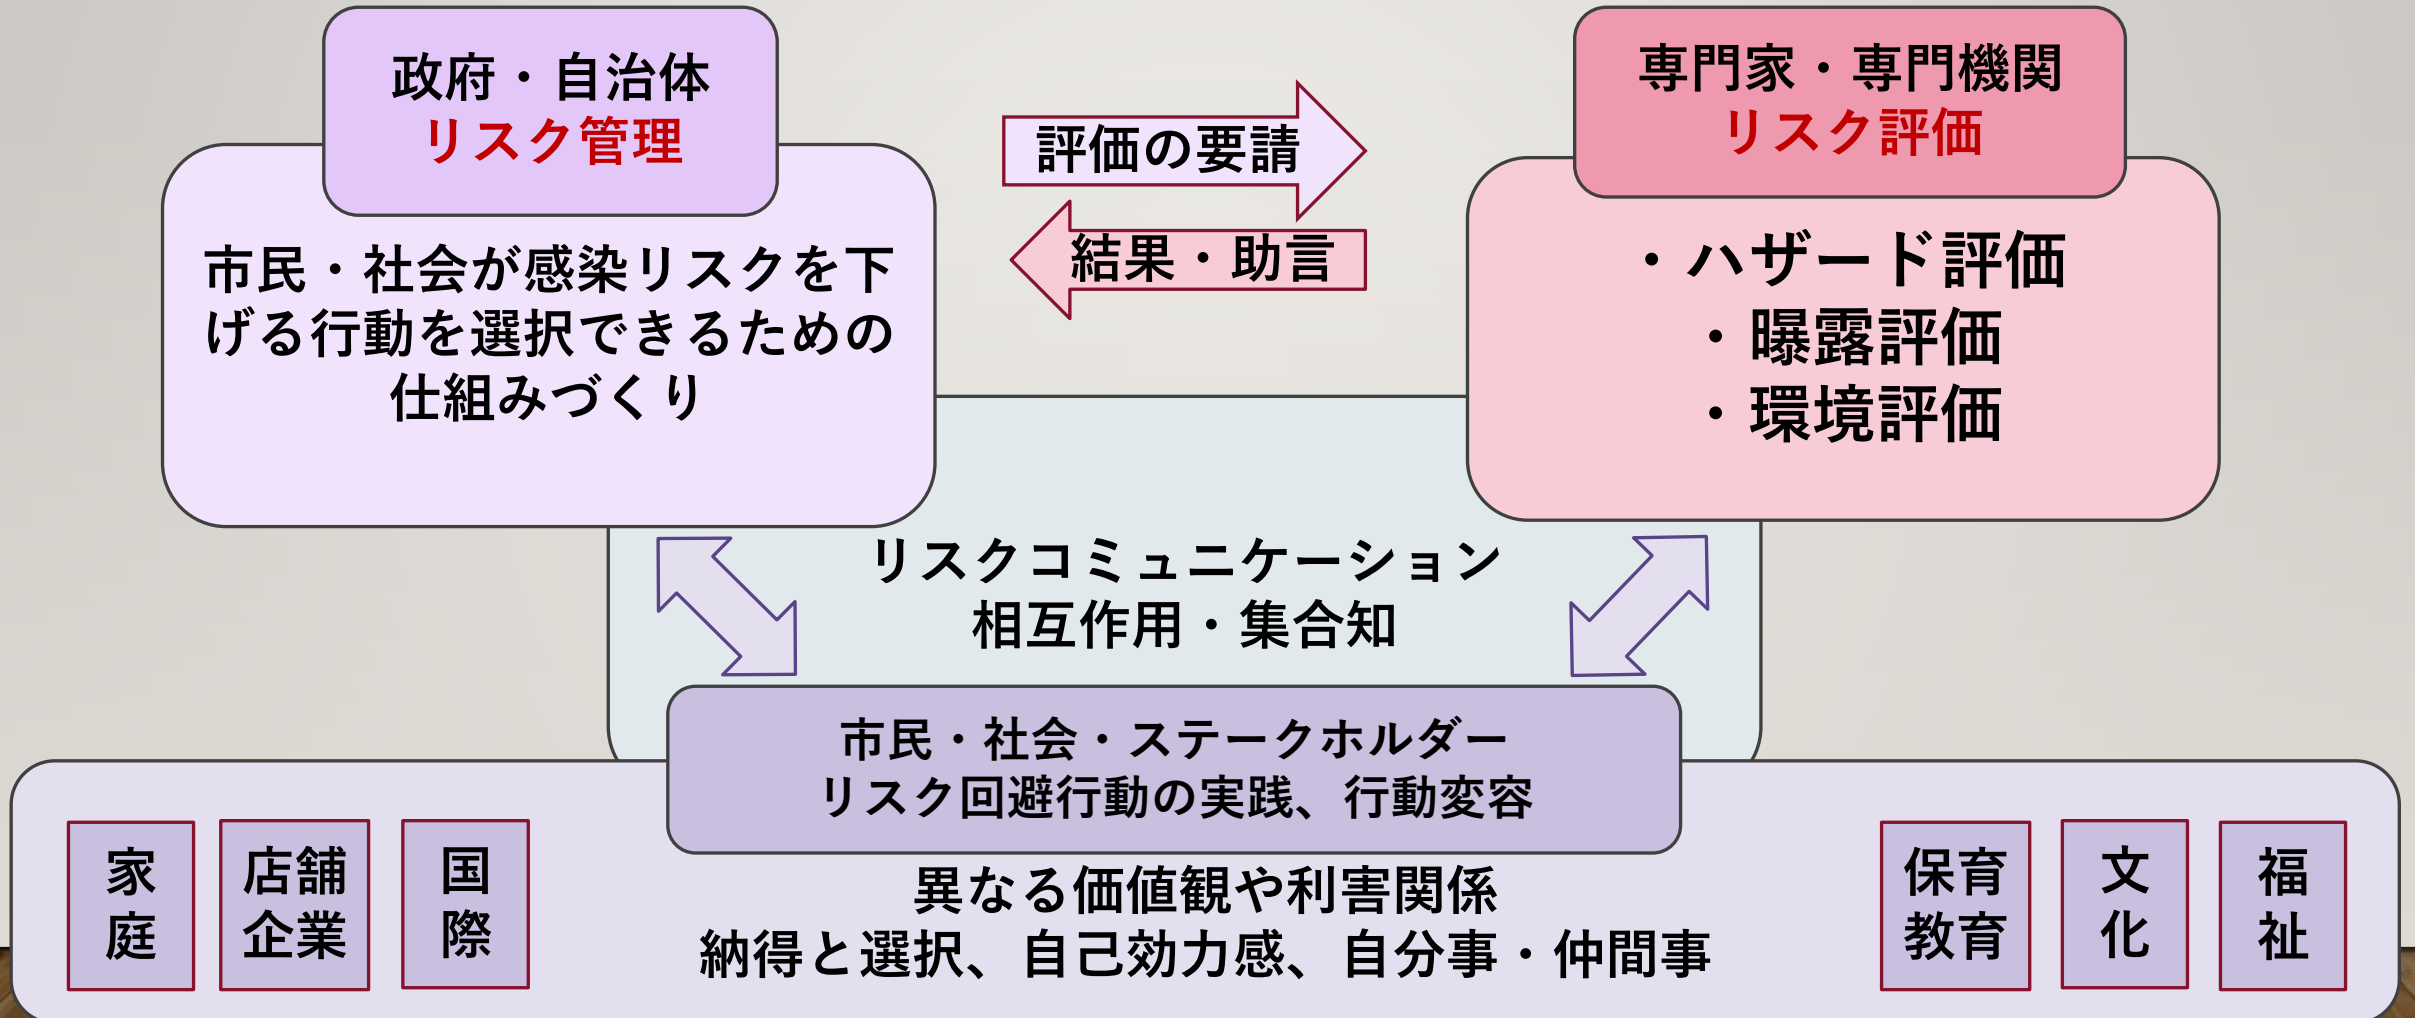 政府・自治体
リスク管理
市民・社会が感染リスクを下
げる行動を選択できるための
仕組みづくり
評価の要請
結果・助言
専門家・専門機関
リスク評価
・ハザード評価
・曝露評価
・環境評価
リスクコミュニケーション
相互作用・集合知
市民・社会・ステークホルダー
リスク回避行動の実践、行動変容
異なる価値観や利害関係
納得と選択、自己効力感、自分事・仲間事
家
庭
店舗
企業
国
際
保育
教育
文
化
福
祉